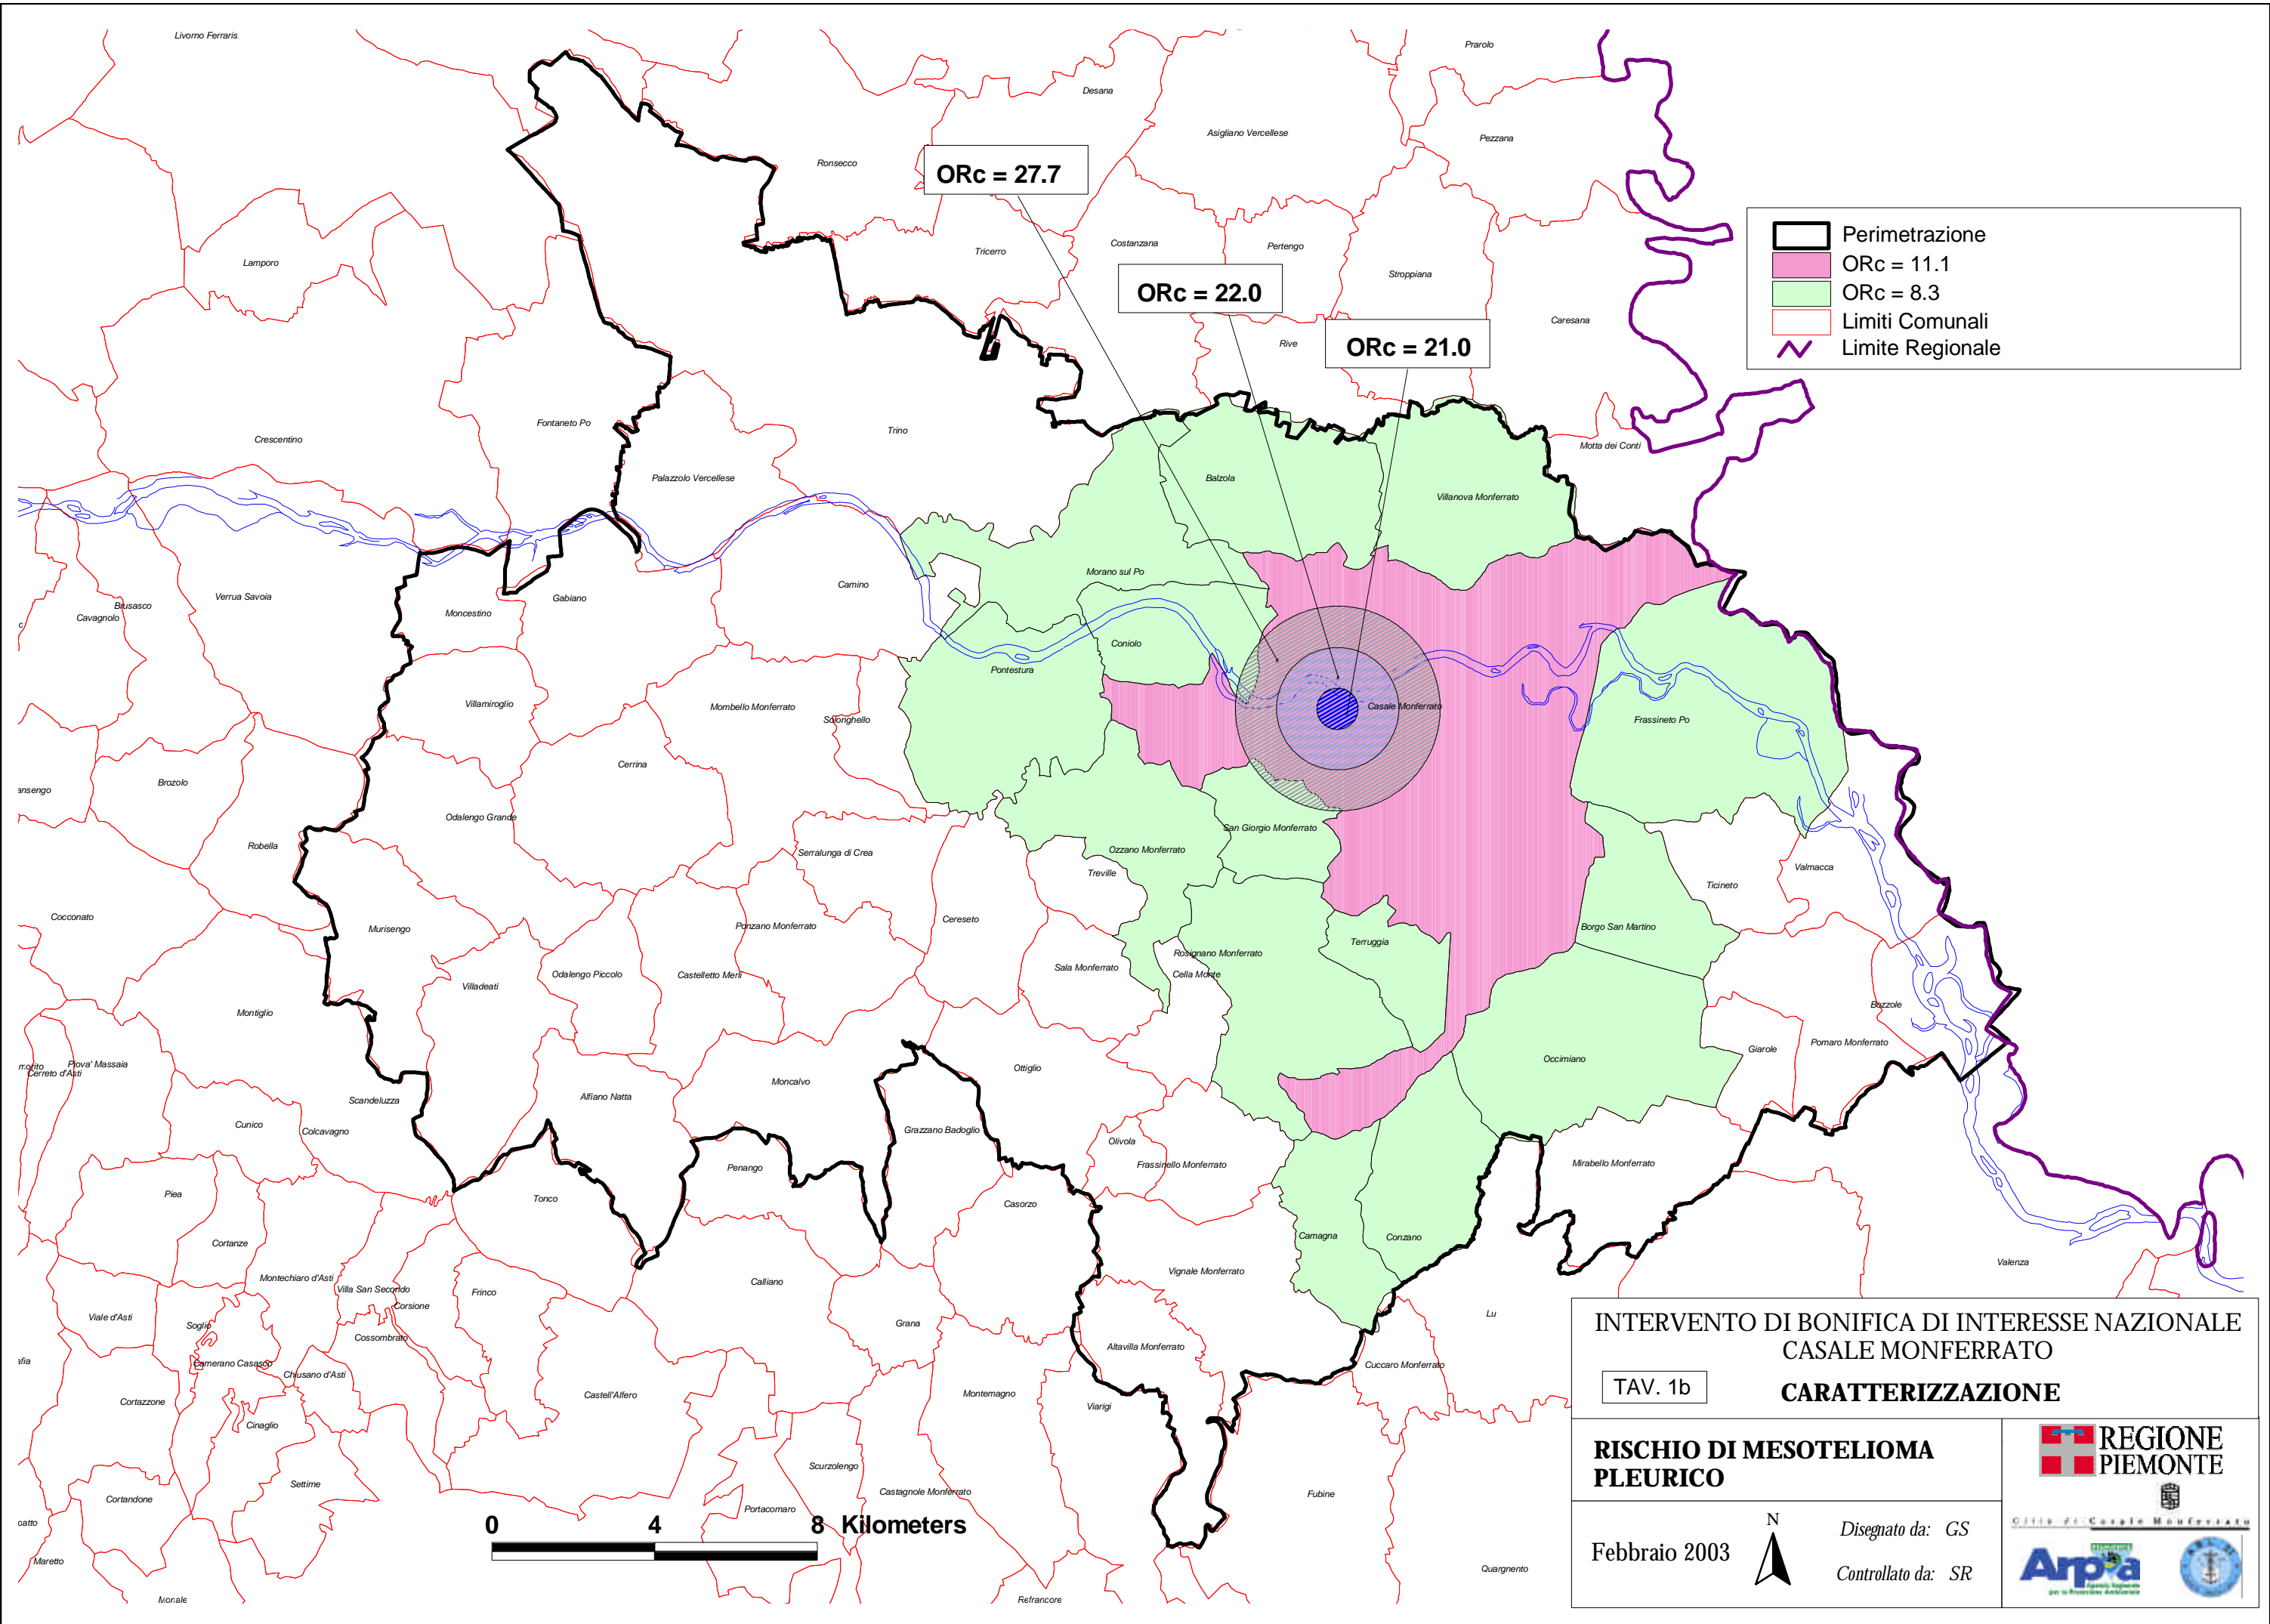 Livorno Ferraris
Prarolo
Desana
Asigliano Vercellese
Pezzana
Ronsecco
ORc = 27.7
Perimetrazione
ORc = 11.1
ORc = 8.3
Limiti Comunali
Limite Regionale
Lamporo
Tricerro
Costanzana
Pertengo
Stroppiana
ORc = 22.0
Caresana
Rive
ORc = 21.0
Crescentino
Fontaneto Po
Trino
Motta dei Conti
Palazzolo Vercellese
Balzola
Villanova Monferrato
Verrua Savoia
Brusasco
Cavagnolo
Moncestino
Gabiano
Camino
Morano sul Po
Coniolo
Pontestura
Villamiroglio
Mombello Monferrato
Solonghello
Casale Monferrato
Frassineto Po
Cerrina
Brozolo
ansengo
Odalengo Grande
Robella
Serralunga di Crea
San Giorgio Monferrato
Ozzano Monferrato
Treville
Ticineto
Valmacca
Cocconato
Murisengo
Ponzano Monferrato
Cereseto
Borgo San Martino
Terruggia
Rosignano Monferrato
Cella Monte
Sala Monferrato
Odalengo Piccolo
Castelletto Merli
Villadeati
Montiglio
Bozzole
Pomaro Monferrato
Giarole
Occimiano
Piova' Massaia
Cerreto d'Asti
Ottiglio
Moncalvo
Alfiano Natta
Scandeluzza
Cunico
Colcavagno
Grazzano Badoglio
Olivola
Frassinello Monferrato
Mirabello Monferrato
Penango
Piea
Tonco
Casorzo
Cortanze
Camagna
Conzano
Valenza
Vignale Monferrato
Montechiaro d'Asti
Villa San Secondo
Corsione
Frinco
Calliano
Viale d'Asti
Soglio
Cossombrato
Grana
Lu
Altavilla Monferrato
Cuccaro Monferrato
Camerano Casasco
Chiusano d'Asti
afia
Cortazzone
Castell'Alfero
Montemagno
Viarigi
Cinaglio
Scurzolengo
Settime
Cortandone
Castagnole Monferrato
Portacomaro
Fubine
Maretto
Quargnento
Refrancore
0 4 8 Kilometers
INTERVENTO DI BONIFICA DI INTERESSE NAZIONALE
CASALE MONFERRATO
TAV. 1b
CARATTERIZZAZIONE
RISCHIO DI MESOTELIOMA
PLEURICO
REGIONE
PIEMONTE
Città di Casale Monferrato
Febbraio 2003
N
Disegnato da: GS
Controllato da: SR
Arpa